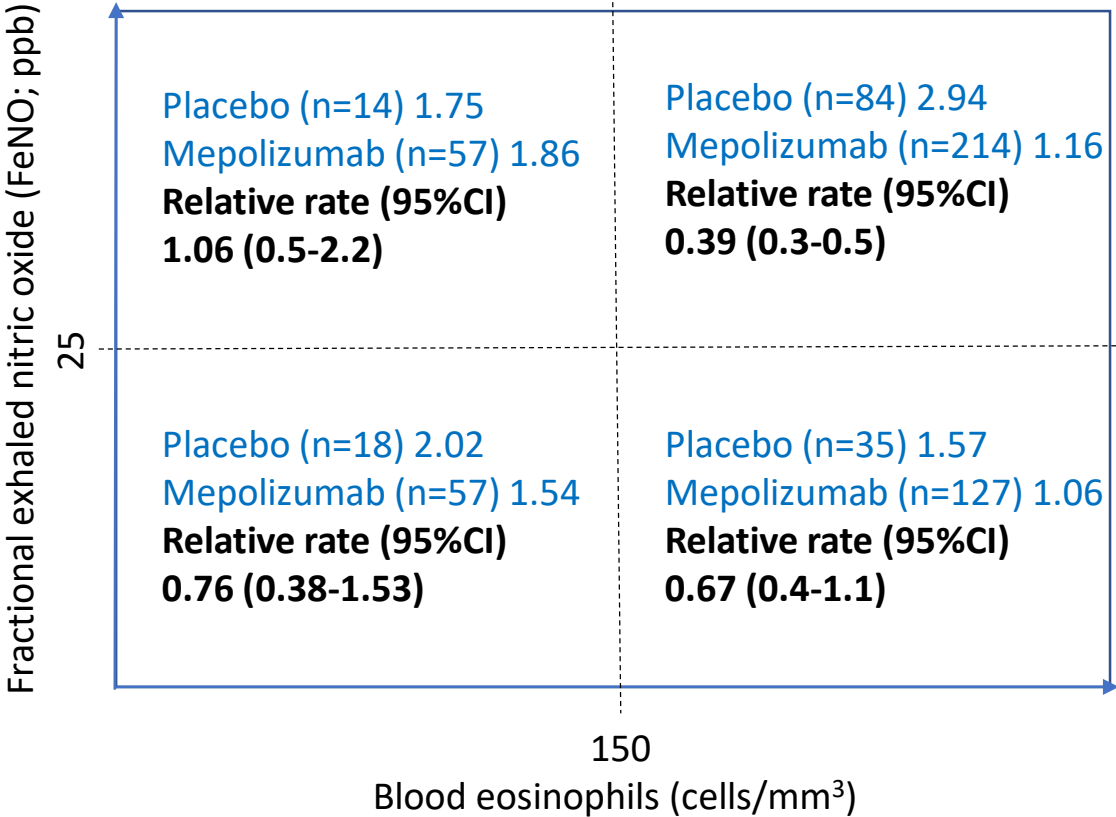 Fractional exhaled nitric oxide (FeNO; ppb)
Placebo (n=14) 1.75
Mepolizumab (n=57) 1.86
Relative rate (95%CI)
1.06 (0.5-2.2)
Placebo (n=84) 2.94
Mepolizumab (n=214) 1.16
Relative rate (95%CI)
0.39 (0.3-0.5)
25
Placebo (n=18) 2.02
Mepolizumab (n=57) 1.54
Relative rate (95%CI)
0.76 (0.38-1.53)
Placebo (n=35) 1.57
Mepolizumab (n=127) 1.06
Relative rate (95%CI)
0.67 (0.4-1.1)
150
Blood eosinophils (cells/mm³)